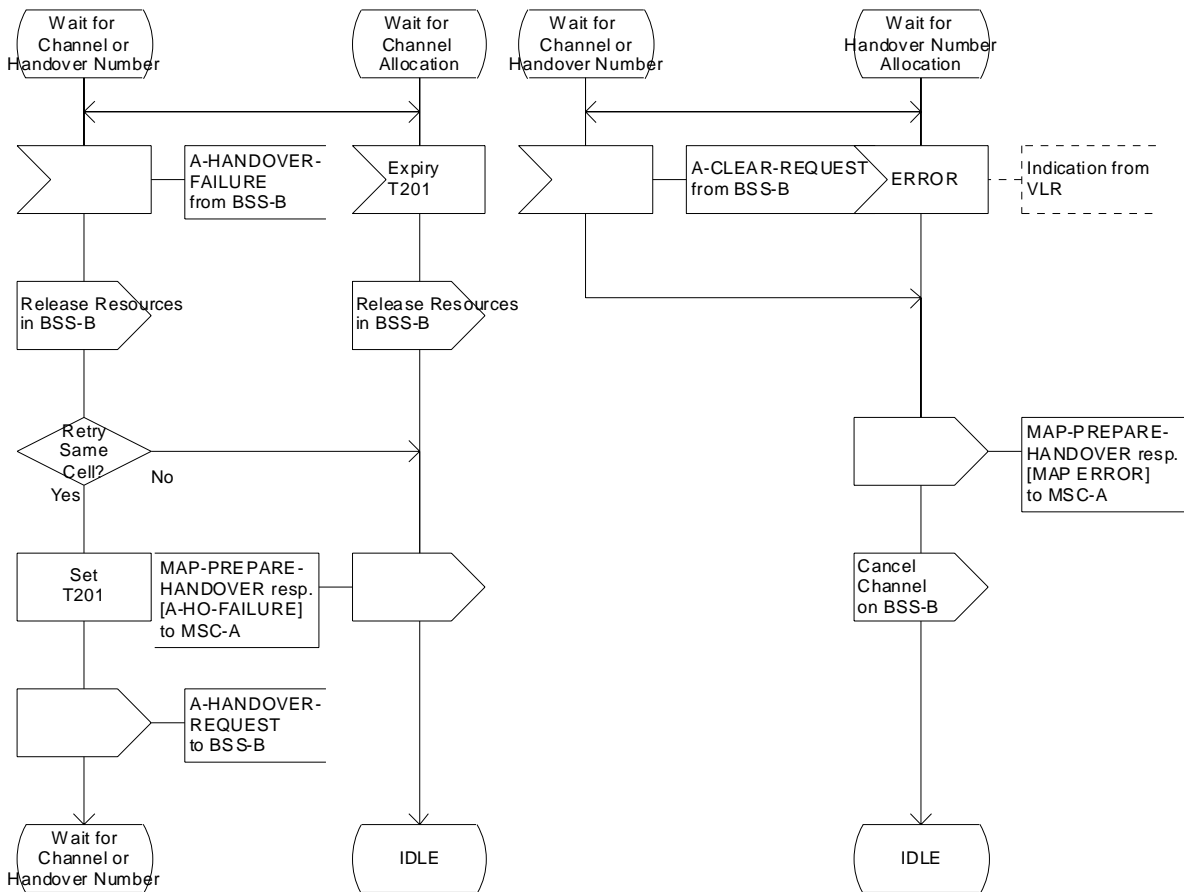 Wait for
Channel or
Handover Number
Wait for
Channel
Allocation
Wait for
Channel or
Handover Number
Wait for
Handover Number
Allocation
A-HANDOVER-
FAILURE
from BSS-B
Expiry
T201
A-CLEAR-REQUEST
from BSS-B
ERROR
Indication from
VLR
Release Resources
in BSS-B
Release Resources
in BSS-B
Retry
Same
Cell?
Yes
No
MAP-PREPARE-
HANDOVER resp.
[MAP ERROR]
to MSC-A
Set
T201
MAP-PREPARE-
HANDOVER resp.
[A-HO-FAILURE]
to MSC-A
Cancel
Channel
on BSS-B
A-HANDOVER-
REQUEST
to BSS-B
Wait for
Channel or
Handover Number
IDLE
IDLE